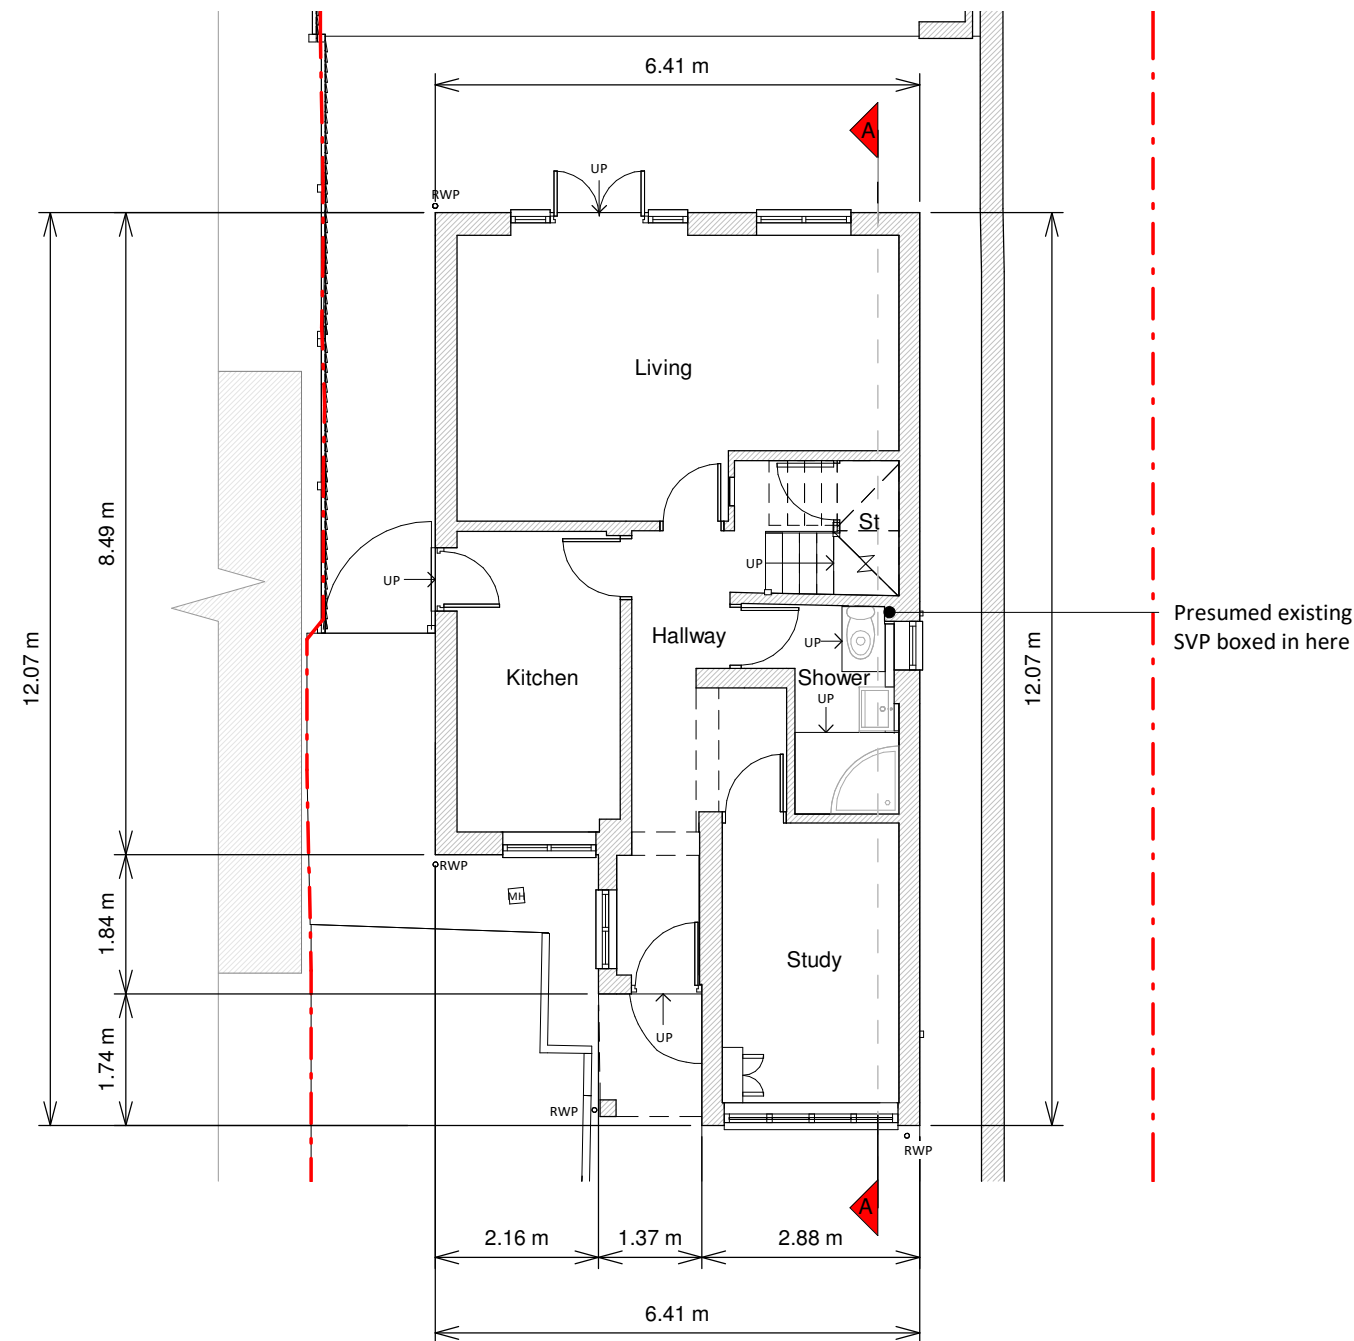 6.41 m
A
UP
RWP
Living
8.49 m
St
UP
UP
12.07 m
Hallway
UP
Presumed existing
SVP boxed in here
12.07 m
Kitchen
Shower
UP
RWP
MH
1.84 m
Study
1.74 m
UP
RWP
RWP
A
2.16 m
1.37 m
2.88 m
6.41 m